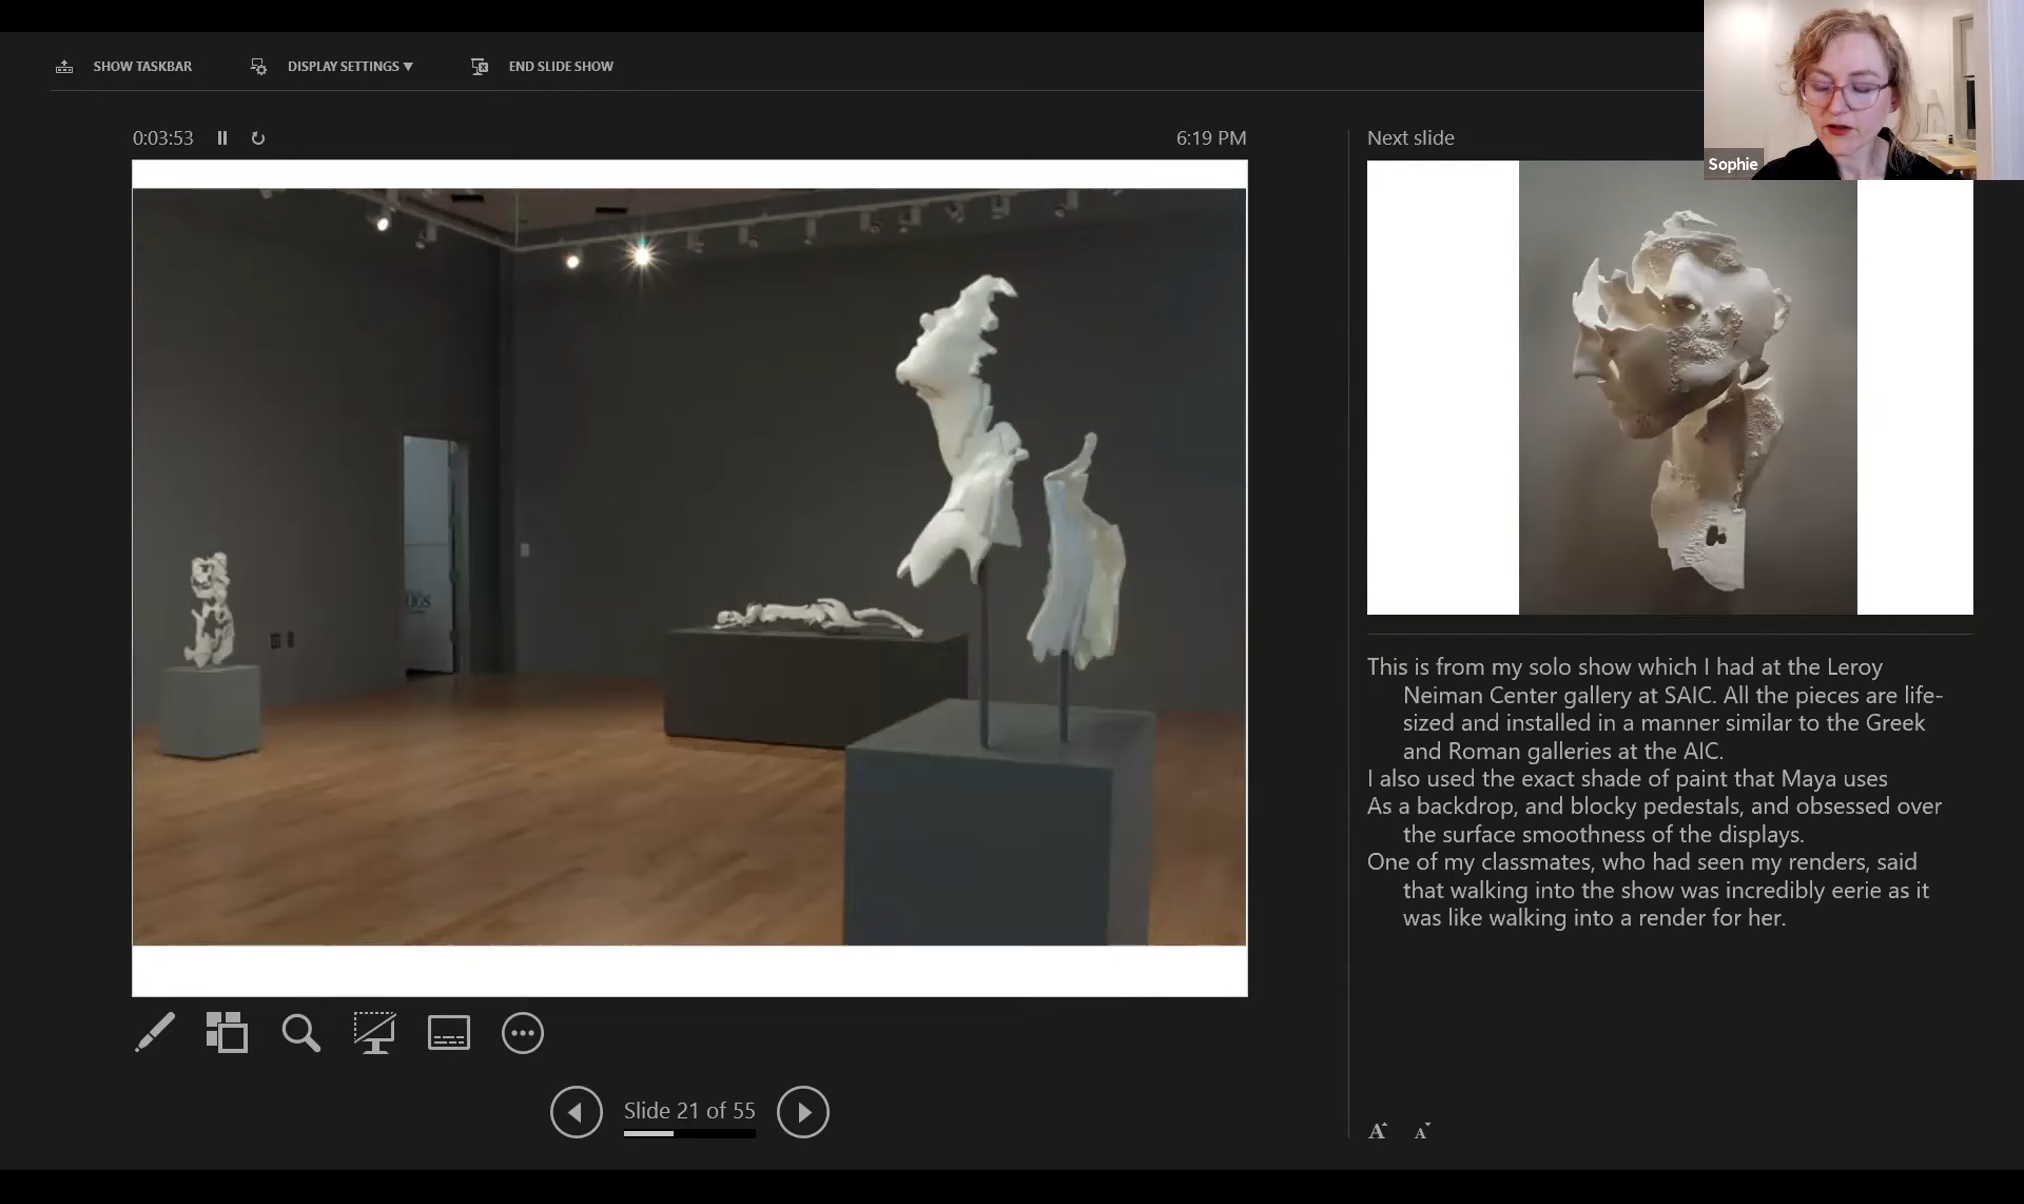 SHOW TASKBAR
DISPLAY SETTINGS ▼
END SLIDE SHOW
Sophie
0:03:53
6:19 PM
Next slide
This is from my solo show which I had at the Leroy
Neiman Center gallery at SAIC. All the pieces are life-
sized and installed in a manner similar to the Greek
and Roman galleries at the AIC.
I also used the exact shade of paint that Maya uses
As a backdrop, and blocky pedestals, and obsessed over
the surface smoothness of the displays.
One of my classmates, who had seen my renders, said
that walking into the show was incredibly eerie as it
was like walking into a render for her.
Slide 21 of 55
A A